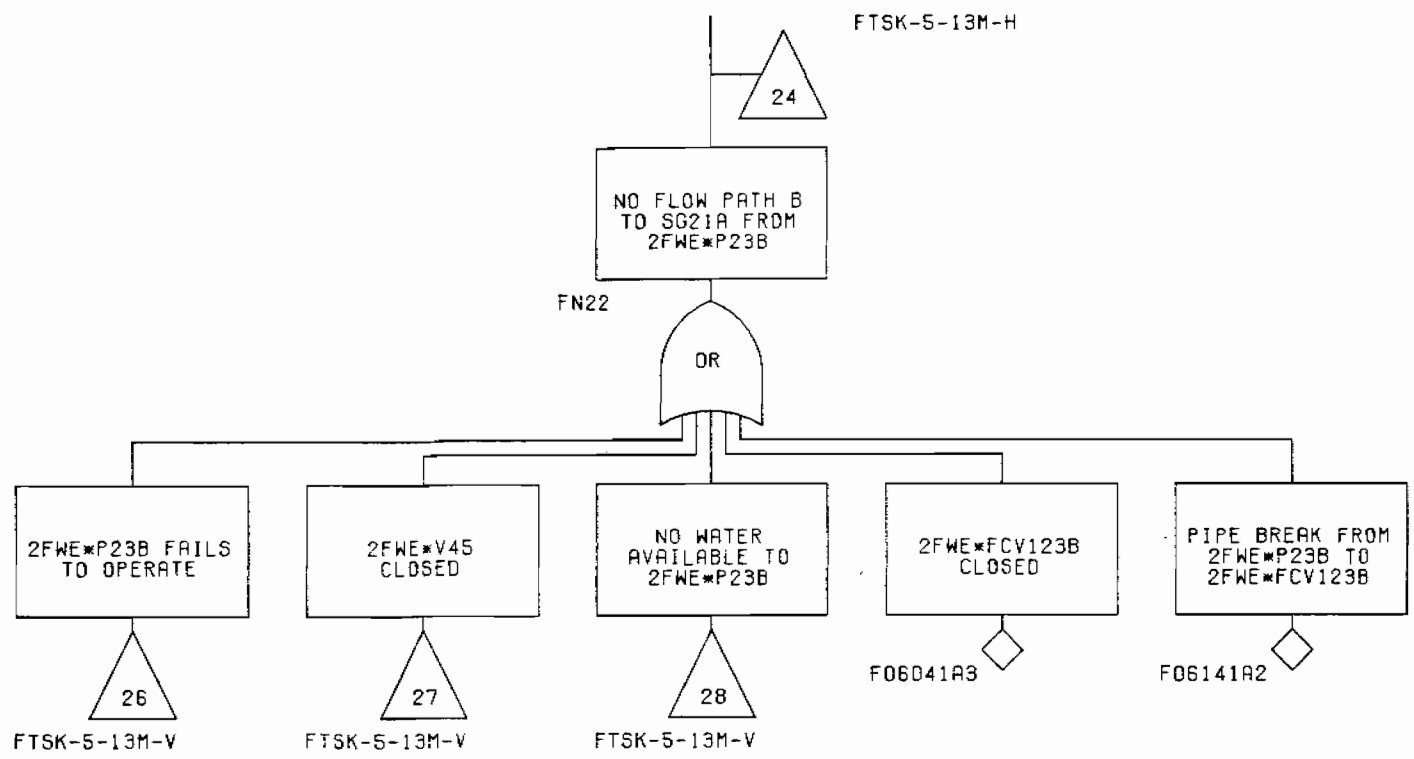 FTSK-5-13M-H
24
NO FLOW PATH B
TO SG21A FROM
2FWE*P23B
FN22
OR
2FWE*P23B FAILS
TO OPERATE
2FWE*V45
CLOSED
NO WATER
AVAILABLE TO
2FWE*P23B
2FWE*FCV123B
CLOSED
PIPE BREAK FROM
2FWE*P23B TO
2FWE*FCV123B
26
27
28
F06041A3
F06141A2
FTSK-5-13M-V
FTSK-5-13M-V
FTSK-5-13M-V